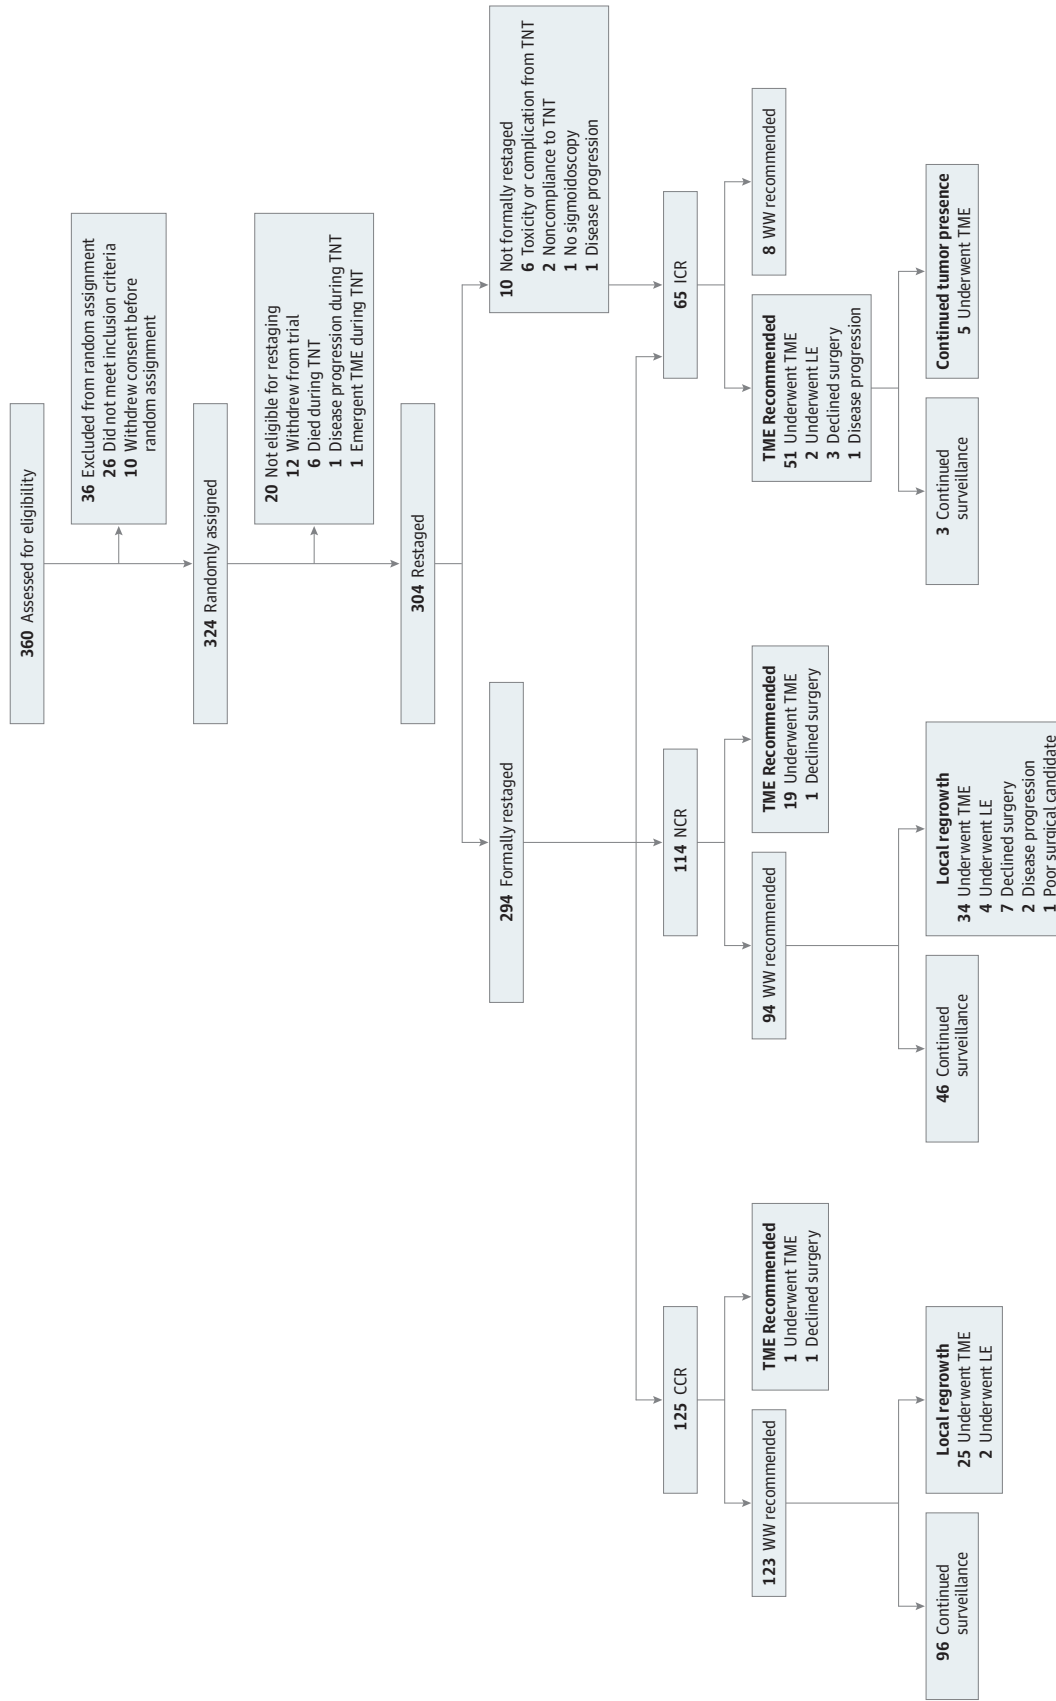 360 Assessed for eligibility
36 Excluded from random assignment
26 Did not meet inclusion criteria
10 Withdrew consent before
random assignment
324 Randomly assigned
20 Not eligible for restaging
12 Withdrew from trial
6 Died during TNT
1 Disease progression during TNT
1 Emergent TME during TNT
304 Restaged
294 Formally restaged
10 Not formally restaged
6 Toxicity or complication from TNT
2 Noncompliance to TNT
1 No sigmoidoscopy
1 Disease progression
125 CCR
114 NCR
65 ICR
123 WW recommended
TME Recommended
1 Underwent TME
1 Declined surgery
94 WW recommended
TME Recommended
19 Underwent TME
1 Declined surgery
TME Recommended
51 Underwent TME
2 Underwent LE
3 Declined surgery
1 Disease progression
8 WW recommended
96 Continued
surveillance
Local regrowth
25 Underwent TME
2 Underwent LE
46 Continued
surveillance
Local regrowth
34 Underwent TME
4 Underwent LE
7 Declined surgery
2 Disease progression
1 Poor surgical candidate
3 Continued
surveillance
Continued tumor presence
5 Underwent TME